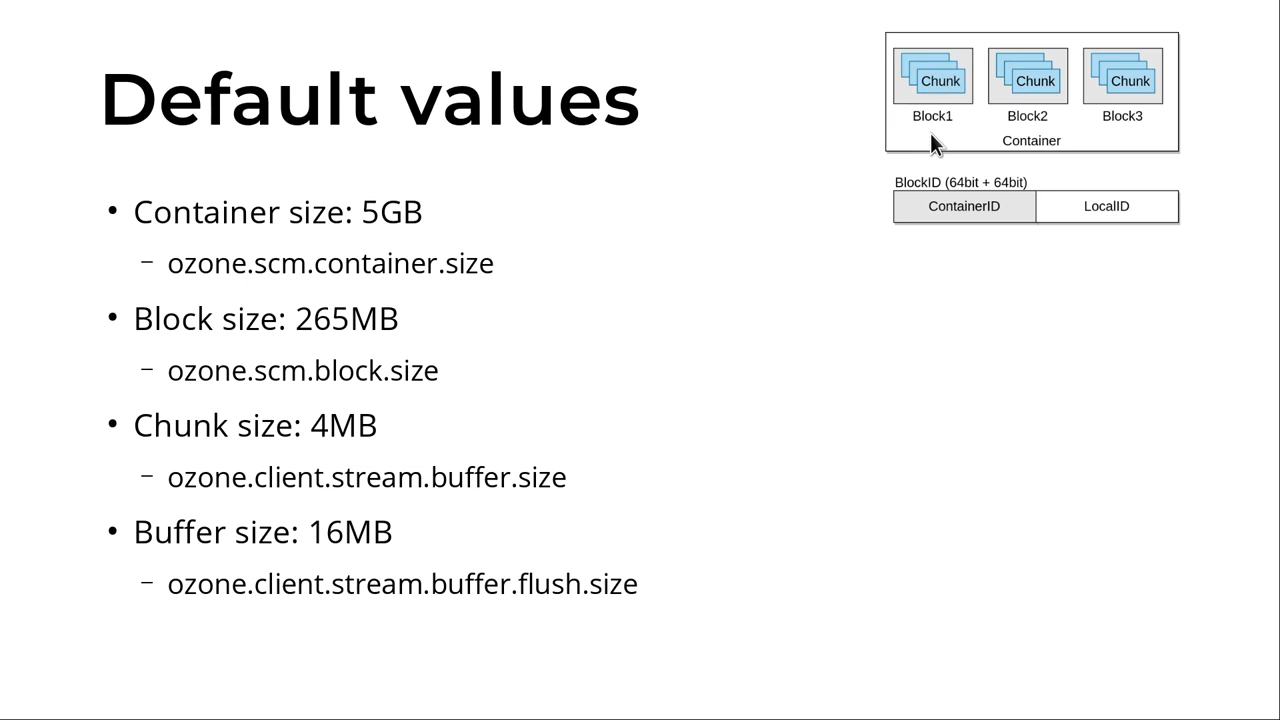 Default values
Container size: 5GB
ozone.scm.container.size
Block size: 265MB
ozone.scm.block.size
Chunk size: 4MB
ozone.client.stream.buffer.size
Buffer size: 16MB
ozone.client.stream.buffer.flush.size
Chunk Chunk Chunk
Block1 Block2 Block3
Container
BlockID (64bit + 64bit)
ContainerID LocalID